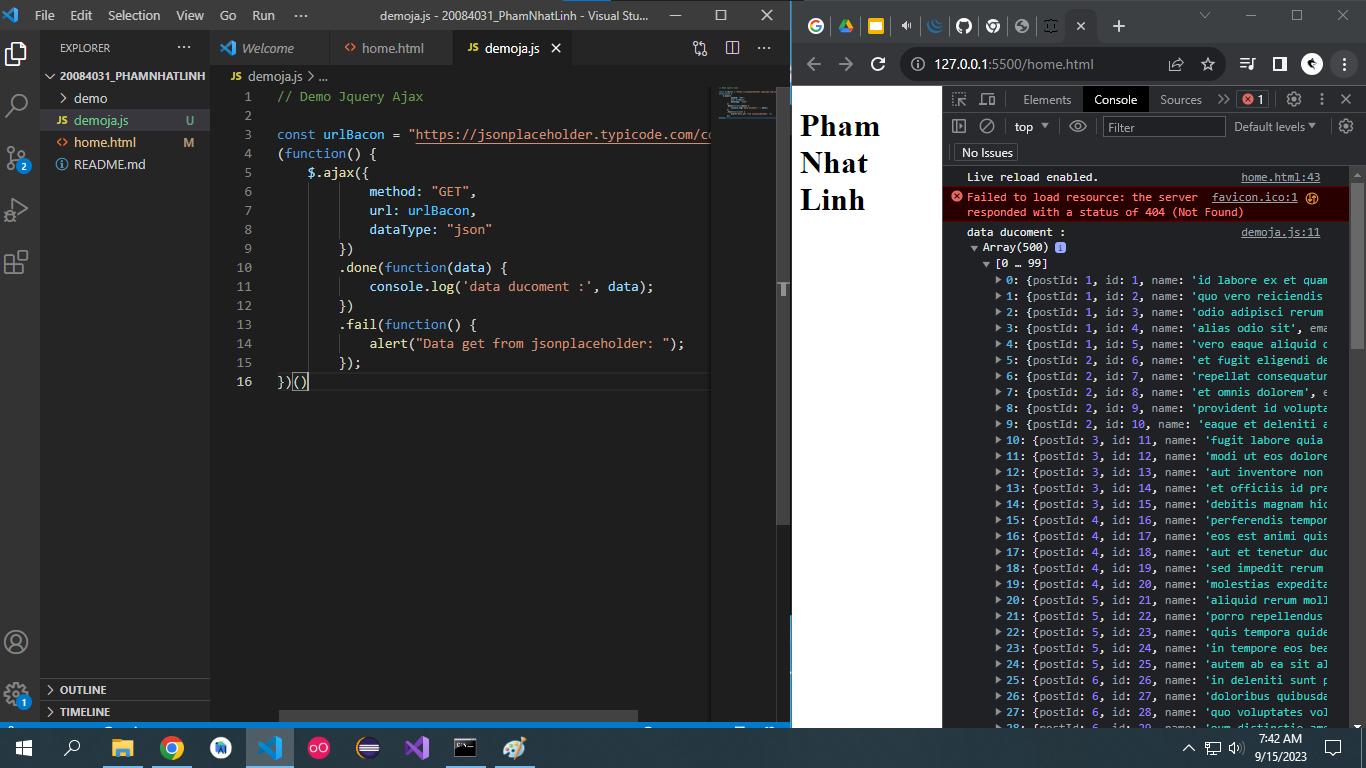 File Edit Selection View Go Run ··· demoja.js - 20084031_PhamNhatLinh - Visual Stu...
EXPLORER ···
20084031_PHAMNHATLINH
demo
JS demoja.js U
<> home.html M
README.md
2
OUTLINE
TIMELINE
1
Welcome <> home.html JS demoja.js
JS demoja.js > ...
1 // Demo Jquery Ajax
2
3 const urlBacon = "https://jsonplaceholder.typicode.com/co
4 (function() {
5 $.ajax({
6 method: "GET",
7 url: urlBacon,
8 dataType: "json"
9 })
10 .done(function(data) {
11 console.log('data ducoment :', data);
12 })
13 .fail(function() {
14 alert("Data get from jsonplaceholder: ");
15 });
16 })()
127.0.0.1:5500/home.html
Pham
Nhat
Linh
Elements Console Sources 1
top Filter Default levels
No Issues
Live reload enabled. home.html:43
Failed to load resource: the server favicon.ico:1
responded with a status of 404 (Not Found)
data ducoment : demoja.js:11
Array(500) i
[0 … 99]
0: {postId: 1, id: 1, name: 'id labore ex et quam
1: {postId: 1, id: 2, name: 'quo vero reiciendis
2: {postId: 1, id: 3, name: 'odio adipisci rerum
3: {postId: 1, id: 4, name: 'alias odio sit', ema
4: {postId: 1, id: 5, name: 'vero eaque aliquid d
5: {postId: 2, id: 6, name: 'et fugit eligendi de
6: {postId: 2, id: 7, name: 'repellat consequatur
7: {postId: 2, id: 8, name: 'et omnis dolorem', e
8: {postId: 2, id: 9, name: 'provident id volupta
9: {postId: 2, id: 10, name: 'eaque et deleniti a
10: {postId: 3, id: 11, name: 'fugit labore quia
11: {postId: 3, id: 12, name: 'modi ut eos dolore
12: {postId: 3, id: 13, name: 'aut inventore non
13: {postId: 3, id: 14, name: 'et officiis id pra
14: {postId: 3, id: 15, name: 'debitis magnam hic
15: {postId: 4, id: 16, name: 'perferendis tempor
16: {postId: 4, id: 17, name: 'eos est animi quis
17: {postId: 4, id: 18, name: 'aut et tenetur duc
18: {postId: 4, id: 19, name: 'sed impedit rerum
19: {postId: 4, id: 20, name: 'molestias expedita
20: {postId: 5, id: 21, name: 'aliquid rerum moll
21: {postId: 5, id: 22, name: 'porro repellendus
22: {postId: 5, id: 23, name: 'quis tempora quide
23: {postId: 5, id: 24, name: 'in tempore eos bea
24: {postId: 5, id: 25, name: 'autem ab ea sit al
25: {postId: 6, id: 26, name: 'in deleniti sunt p
26: {postId: 6, id: 27, name: 'doloribus quibusda
27: {postId: 6, id: 28, name: 'quo voluptates vol
7:42 AM
9/15/2023